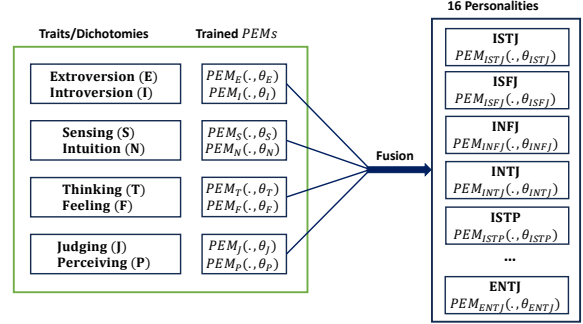 Traits/Dichotomies
Trained PEMs
16 Personalities
Extroversion (E)
Introversion (I)
PEM_E(., θ_E)
PEM_I(., θ_I)
Sensing (S)
Intuition (N)
PEM_S(., θ_S)
PEM_N(., θ_N)
Thinking (T)
Feeling (F)
PEM_T(., θ_T)
PEM_F(., θ_F)
Judging (J)
Perceiving (P)
PEM_J(., θ_J)
PEM_P(., θ_P)
Fusion
ISTJ
PEM_ISTJ(., θ_ISTJ)
ISFJ
PEM_ISFJ(., θ_ISFJ)
INFJ
PEM_INFJ(., θ_INFJ)
INTJ
PEM_INTJ(., θ_INTJ)
ISTP
PEM_ISTP(., θ_ISTP)
...
ENTJ
PEM_ENTJ(., θ_ENTJ)